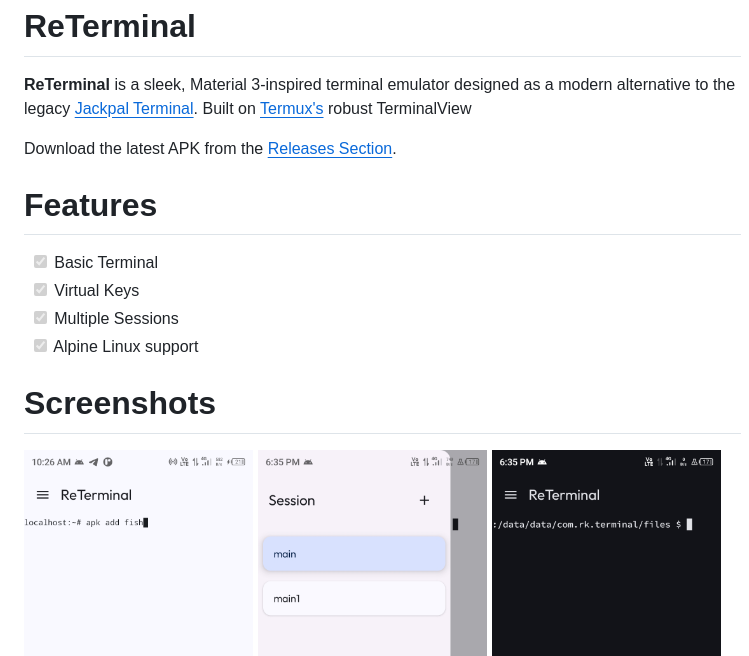 ReTerminal
ReTerminal is a sleek, Material 3-inspired terminal emulator designed as a modern alternative to the
legacy Jackpal Terminal. Built on Termux's robust TerminalView
Download the latest APK from the Releases Section.
Features
Basic Terminal
Virtual Keys
Multiple Sessions
Alpine Linux support
Screenshots
10:26 AM
ReTerminal
localhost:~# apk add fish
6:35 PM
Session +
main
main1
6:35 PM
ReTerminal
:/data/data/com.rk.terminal/files $